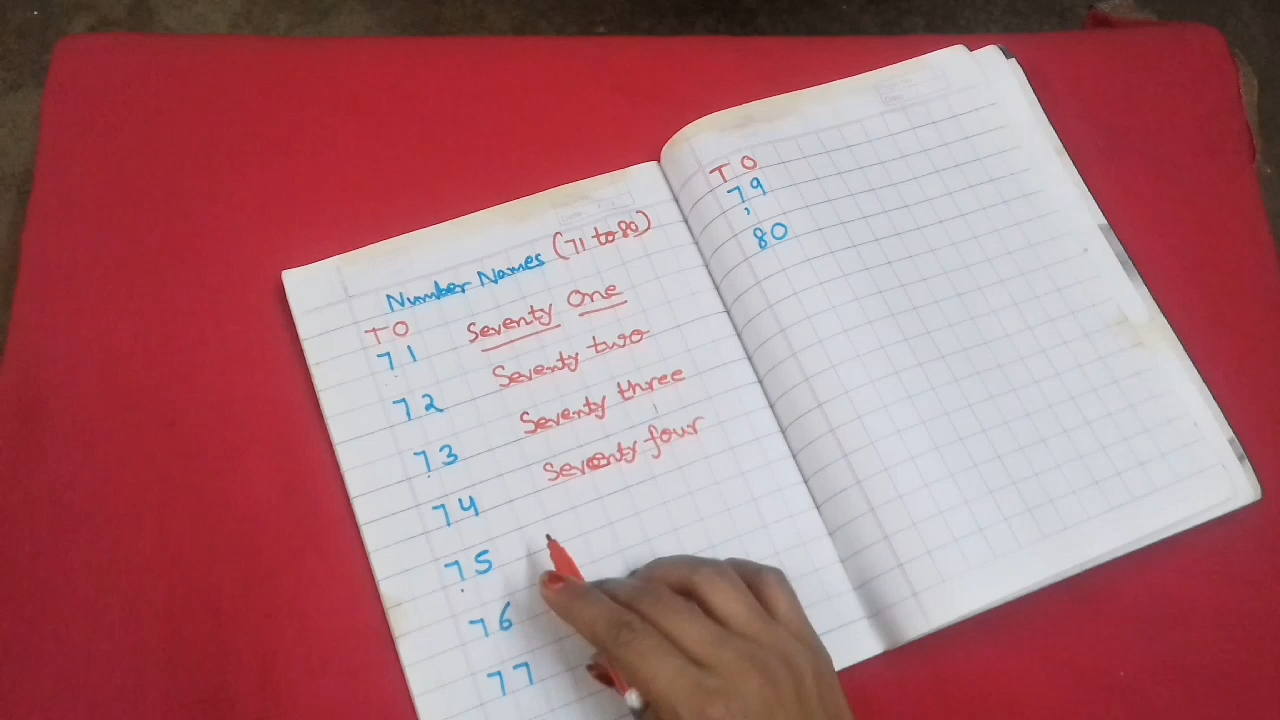 Number Names (71 to 80)
T O
71 Seventy One
72 Seventy two
73 Seventy three
74 Seventy four
75
76
77
T O
79
80